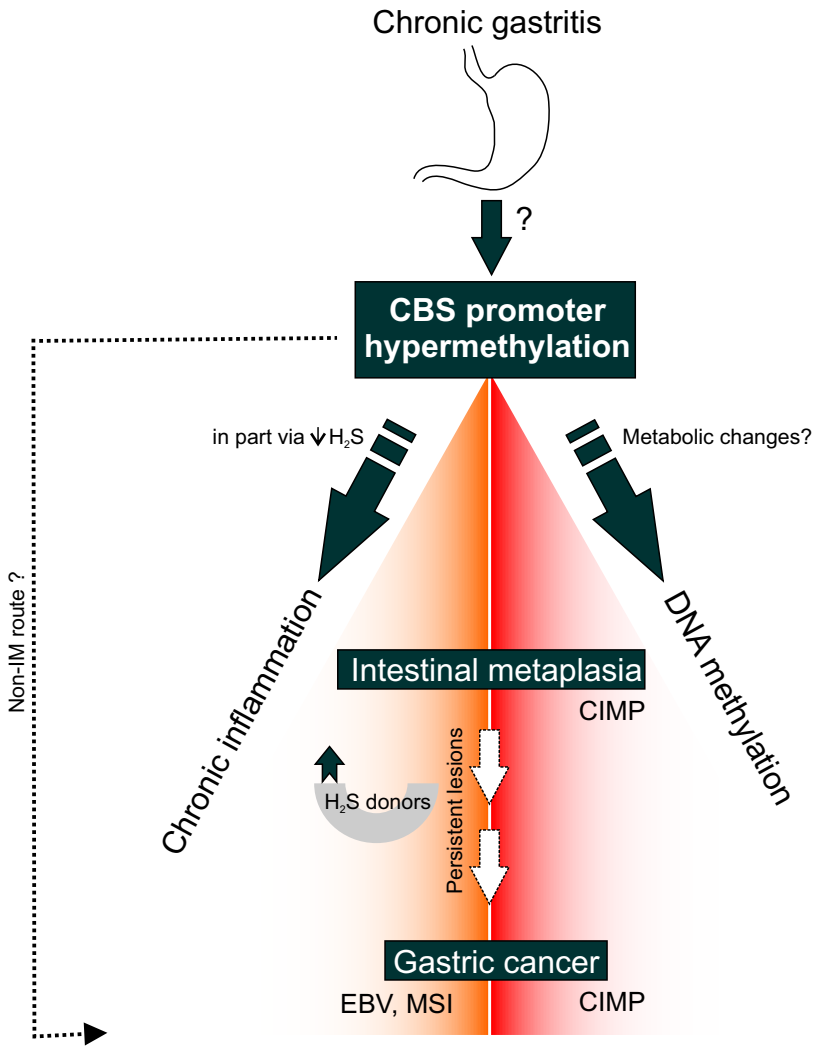 Chronic gastritis
?
CBS promoter
hypermethylation
in part via ↓H₂S
Metabolic changes?
Non-IM route ?
Chronic inflammation
DNA methylation
Intestinal metaplasia
CIMP
H₂S donors
Persistent lesions
Gastric cancer
EBV, MSI
CIMP